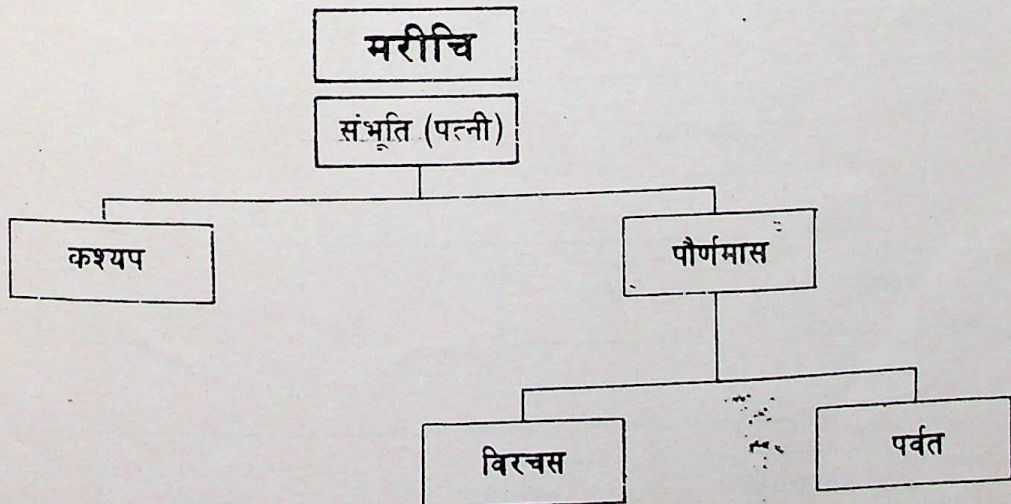 मरीचि
संभूति (पत्नी)
कश्यप
पौर्णमास
विरचस
पर्वत